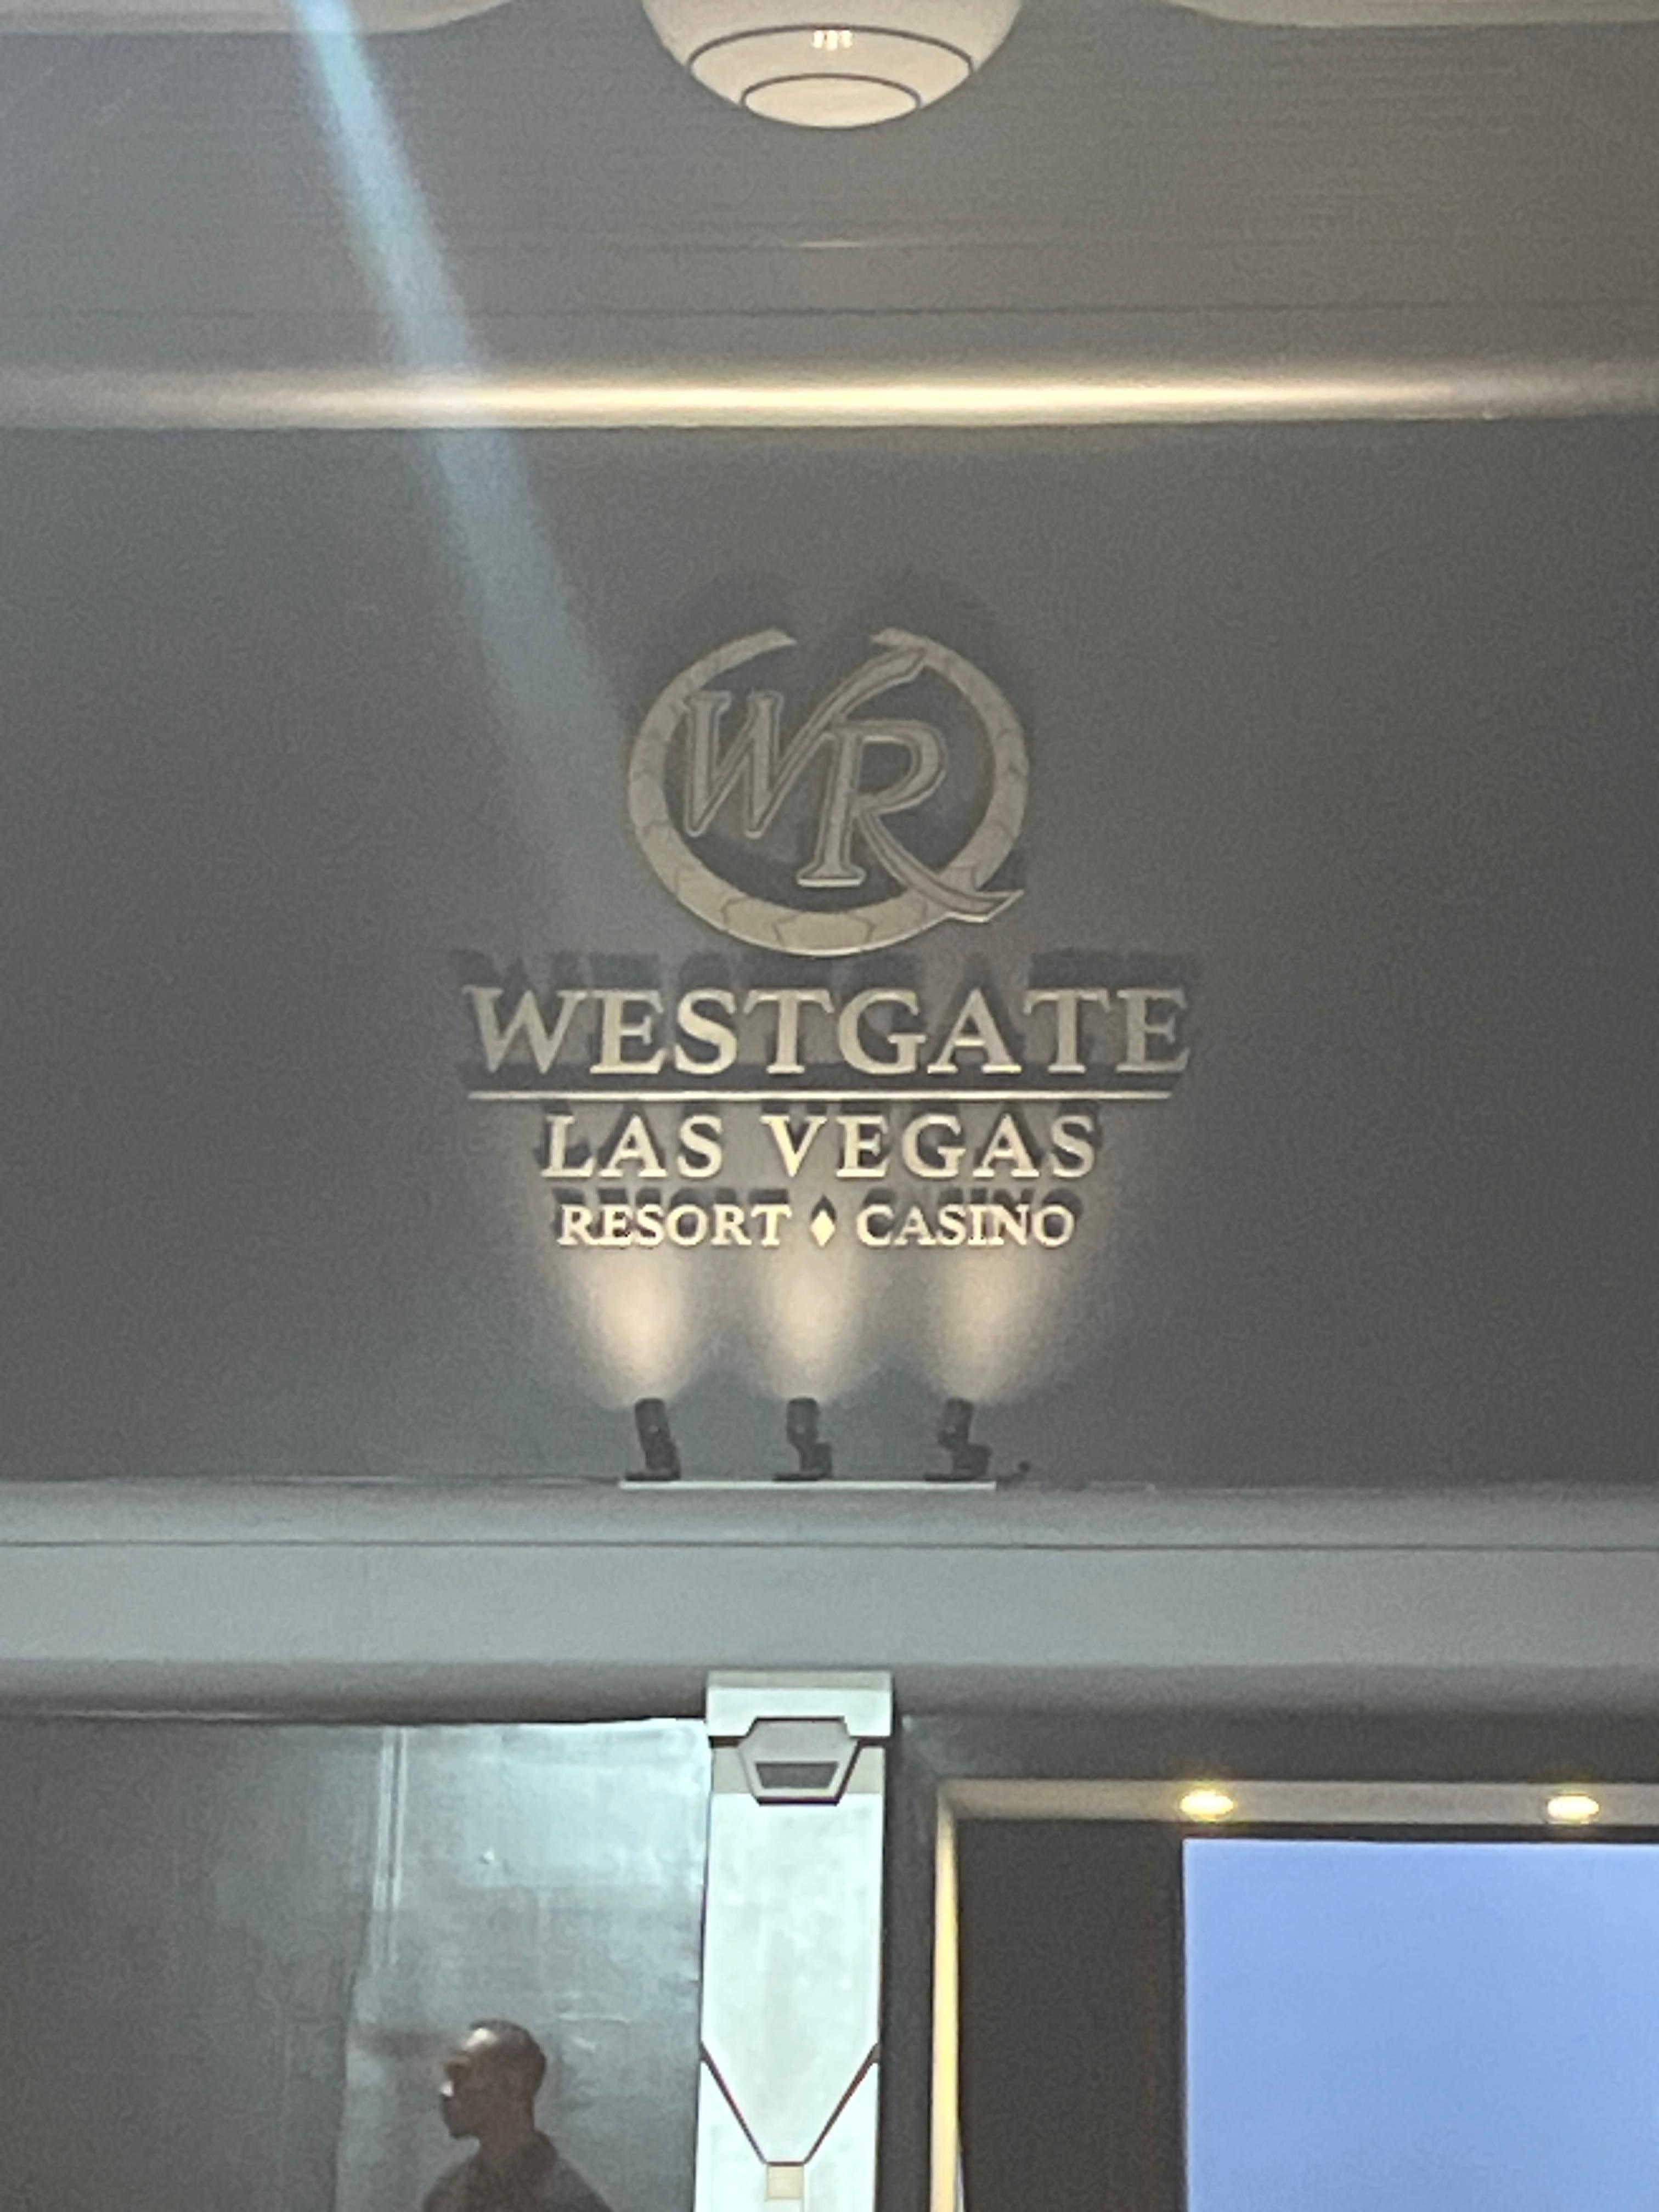 WR
WESTGATE
LAS VEGAS
RESORT ♦ CASINO